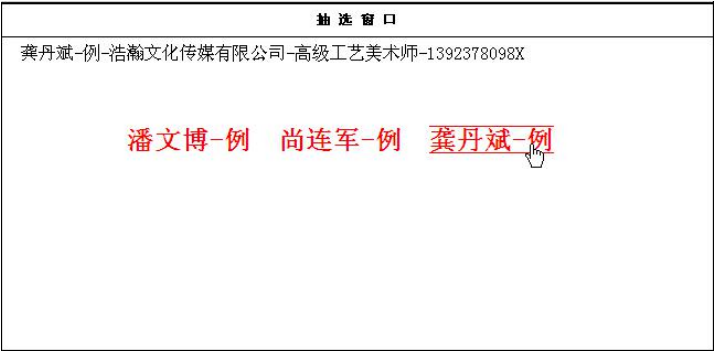 抽选窗口
龚丹斌-例-浩瀚文化传媒有限公司-高级工艺美术师-1392378098X
潘文博-例 尚连军-例 龚丹斌-例